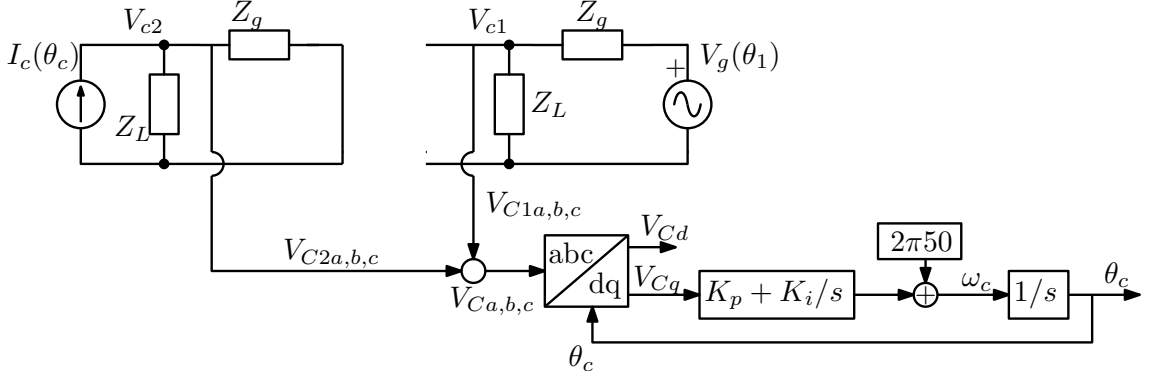 V_{c2}
Z_g
V_{c1}
Z_g
I_c(θ_c)
V_g(θ_1)
+
Z_L
Z_L
V_{C1a,b,c}
V_{Cd}
2π50
V_{C2a,b,c}
abc
dq
V_{Cq}
K_p + K_i/s
+
ω_c
1/s
θ_c
V_{Ca,b,c}
θ_c